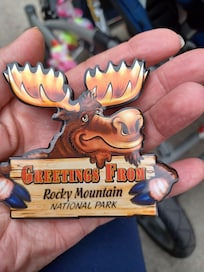 GREETINGS FROM
Rocky Mountain
NATIONAL PARK